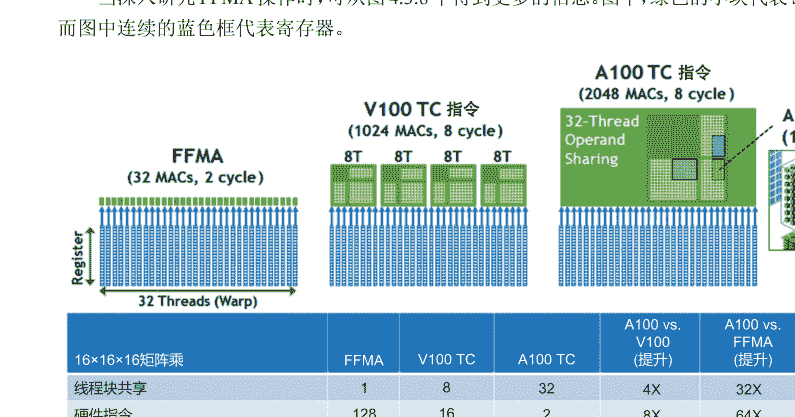 而图中连续的蓝色框代表寄存器。
A100 TC 指令
(2048 MACs, 8 cycle)
V100 TC 指令
(1024 MACs, 8 cycle)
FFMA
(32 MACs, 2 cycle)
8T 8T 8T 8T
32-Thread
Operand
Sharing
Register
32 Threads (Warp)
16×16×16矩阵乘 FFMA V100 TC A100 TC A100 vs. V100 (提升) A100 vs. FFMA (提升)
线程块共享 1 8 32 4X 32X
硬件指令 128 16 2 8X 64X